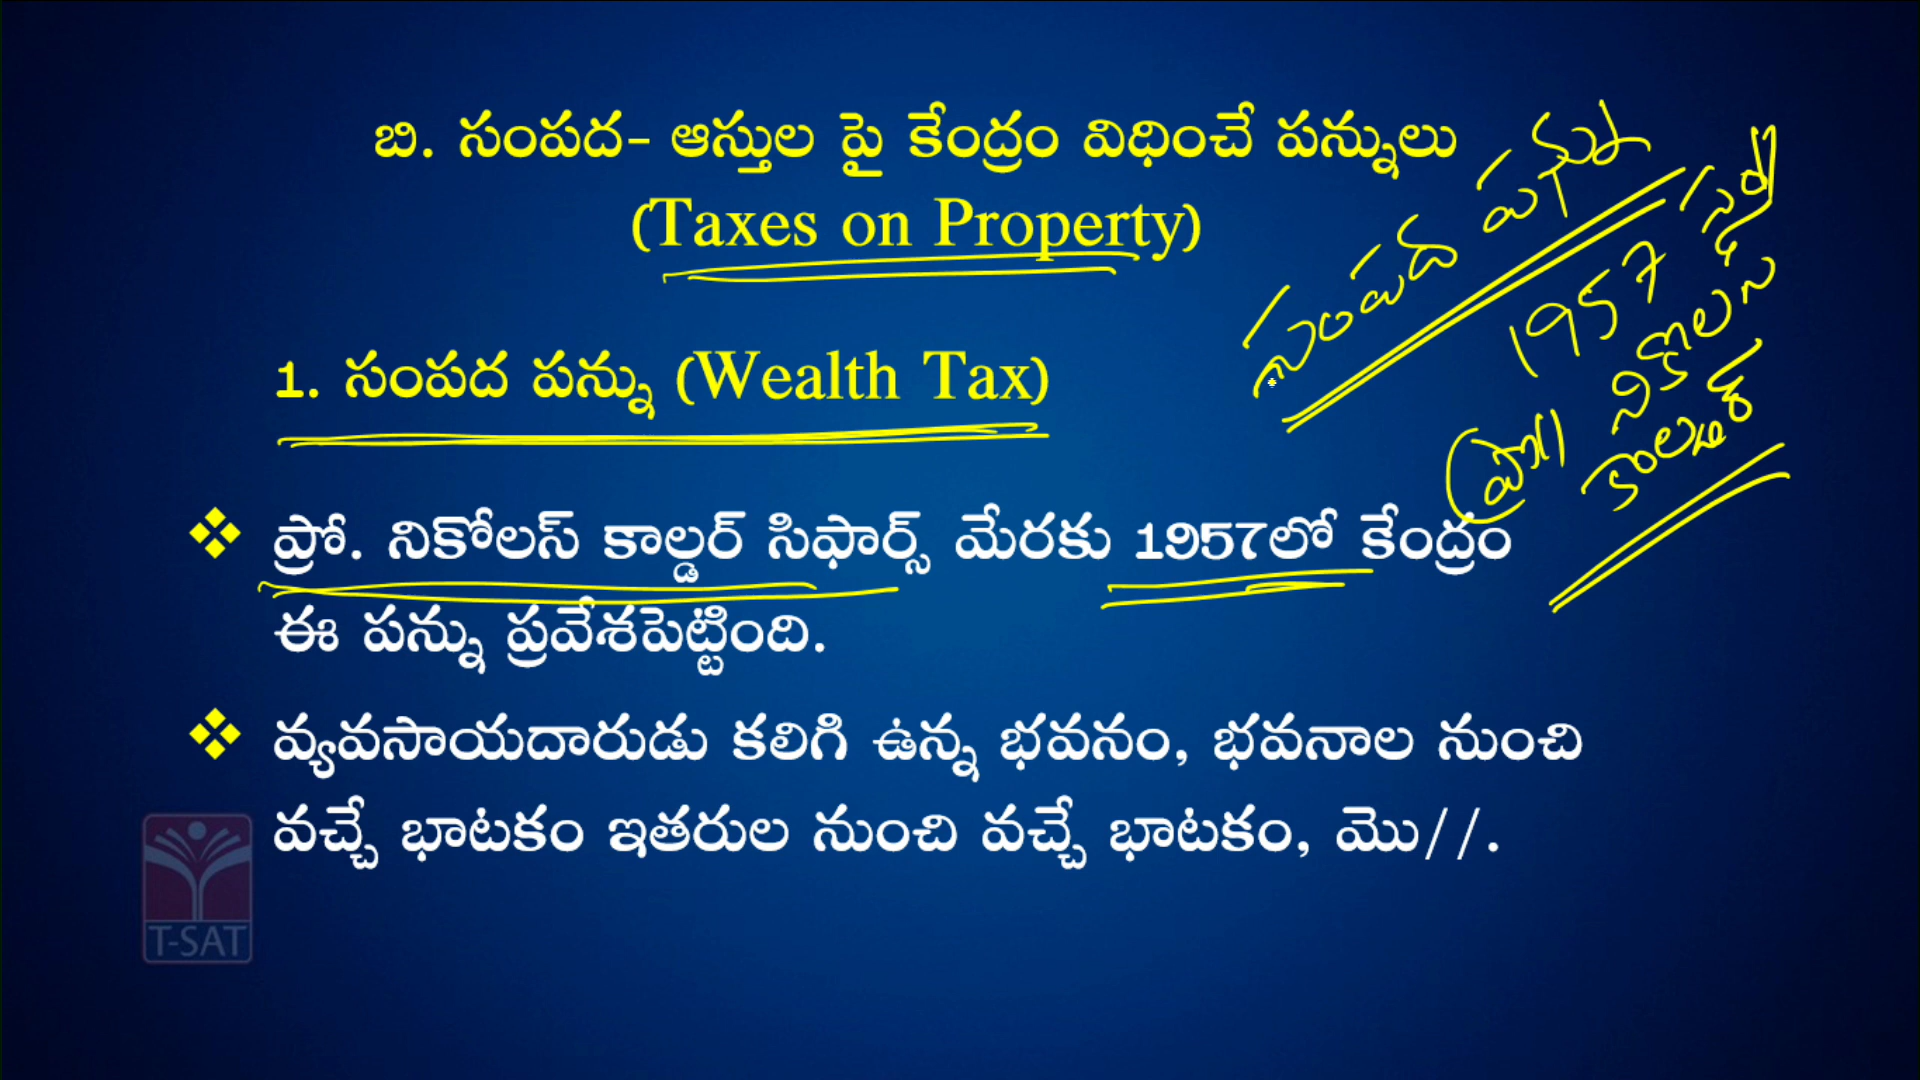 బి. సంపద- ఆస్తుల పై కేంద్రం విధించే పన్నులు
(Taxes on Property)
1. సంపద పన్ను (Wealth Tax)
❖ ప్రో. నికోలస్ కాల్డర్ సిఫార్స్ మేరకు 1957లో కేంద్రం
ఈ పన్ను ప్రవేశపెట్టింది.
❖ వ్యవసాయదారుడు కలిగి ఉన్న భవనం, భవనాల నుంచి
వచ్చే భాటకం ఇతరుల నుంచి వచ్చే భాటకం, మొ//.
సంపద పన్ను
1957
ప్రో॥ నికోలస్
T-SAT